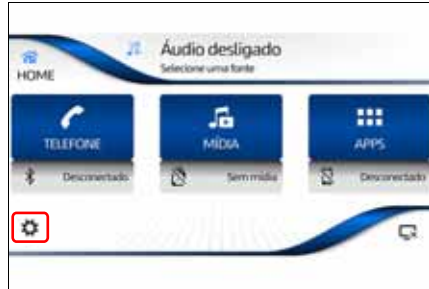 Áudio desligado
Selecione uma fonte
HOME
TELEFONE
MÍDIA
APPS
Desconectado
Sem mídia
Desconectado